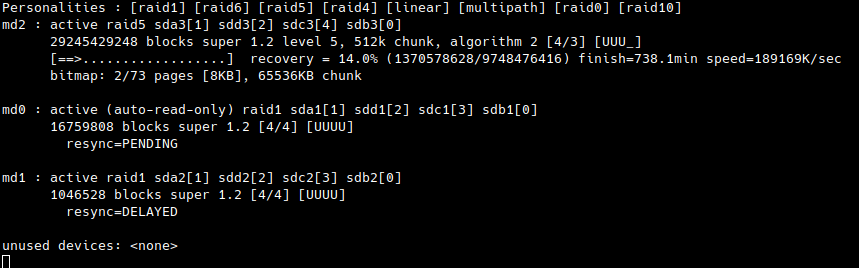 Personalities : [raid1] [raid6] [raid5] [raid4] [linear] [multipath] [raid0] [raid10]
md2 : active raid5 sda3[1] sdd3[2] sdc3[4] sdb3[0]
29245429248 blocks super 1.2 level 5, 512k chunk, algorithm 2 [4/3] [UUU_]
[==>..................] recovery = 14.0% (1370578628/9748476416) finish=738.1min speed=189169K/sec
bitmap: 2/73 pages [8KB], 65536KB chunk
md0 : active (auto-read-only) raid1 sda1[1] sdd1[2] sdc1[3] sdb1[0]
16759808 blocks super 1.2 [4/4] [UUUU]
resync=PENDING
md1 : active raid1 sda2[1] sdd2[2] sdc2[3] sdb2[0]
1046528 blocks super 1.2 [4/4] [UUUU]
resync=DELAYED
unused devices: <none>